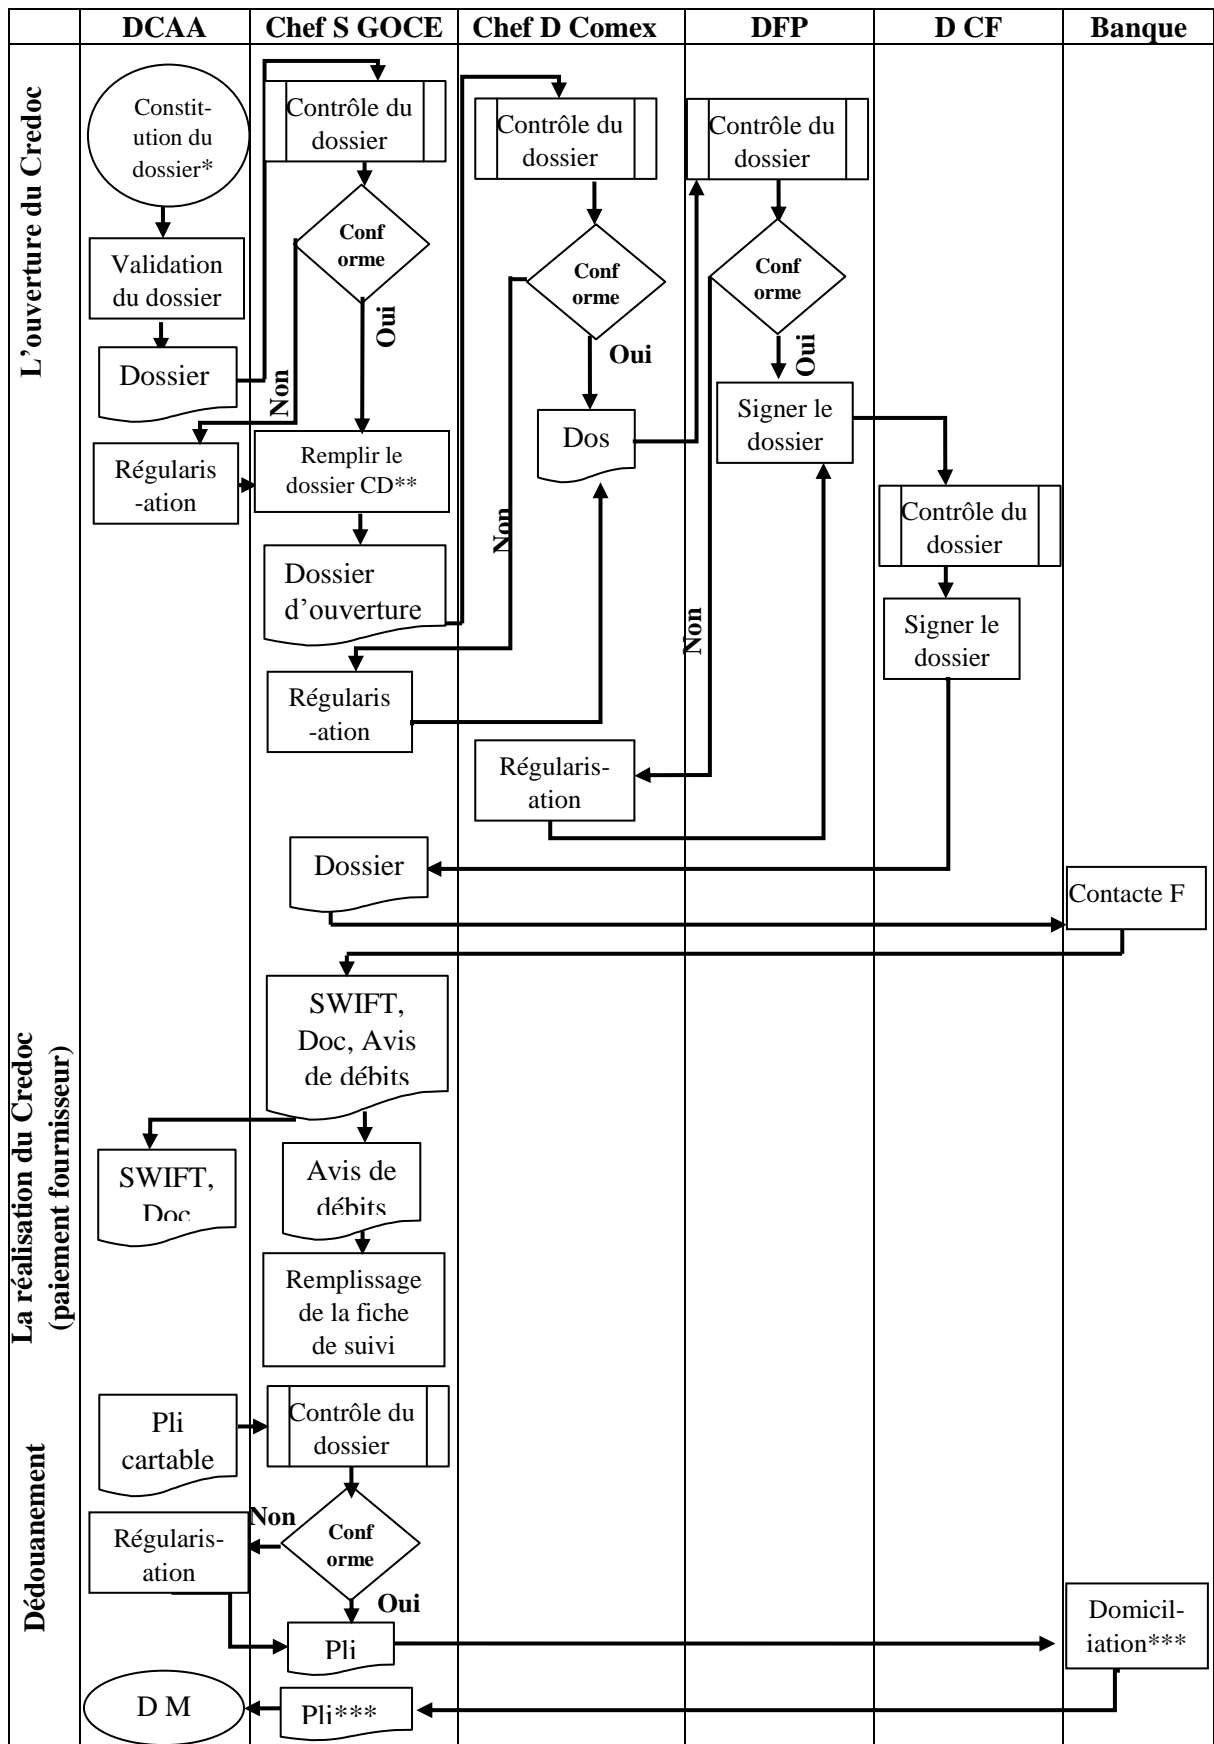 DCAA
Chef S GOCE
Chef D Comex
DFP
D CF
Banque
L'ouverture du Credoc
Constit-
ution du
dossier*
Validation
du dossier
Dossier
Régularis
-ation
Contrôle du
dossier
Conf
orme
Oui
Non
Remplir le
dossier CD**
Dossier
d'ouverture
Régularis
-ation
Contrôle du
dossier
Conf
orme
Oui
Non
Dos
Régularis-
ation
Contrôle du
dossier
Conf
orme
Oui
Non
Signer le
dossier
Contrôle du
dossier
Signer le
dossier
Dossier
Contacte F
La réalisation du Credoc
(paiement fournisseur)
SWIFT,
Doc, Avis
de débits
SWIFT,
Doc
Avis de
débits
Remplissage
de la fiche
de suivi
Dédouanement
Pli
cartable
Contrôle du
dossier
Non
Conf
orme
Régularis-
ation
Oui
Pli
Domicil-
iation***
D M
Pli***